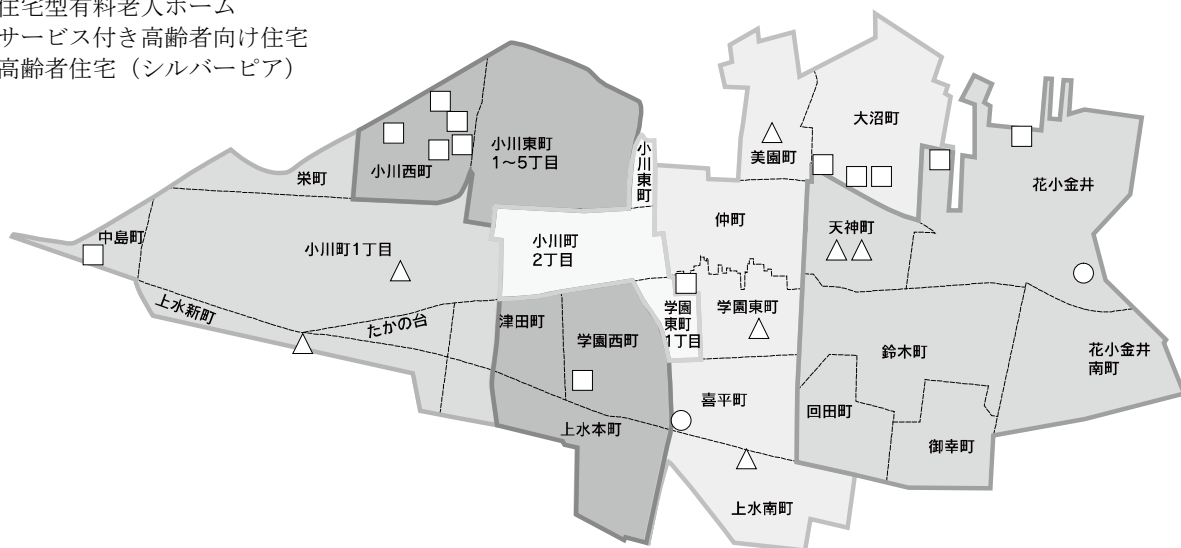 住宅型有料老人ホーム
サービス付き高齢者向け住宅
高齢者住宅（シルバーピア）
大沼町
小川東町
1～5丁目
小川東町
美園町
小川西町
栄町
花小金井
仲町
天神町
中島町
小川町1丁目
小川町
2丁目
上水新町
たかの台
津田町
学園西町
学園
東町
1丁目
学園東町
鈴木町
花小金井
南町
喜平町
回田町
上水本町
御幸町
上水南町